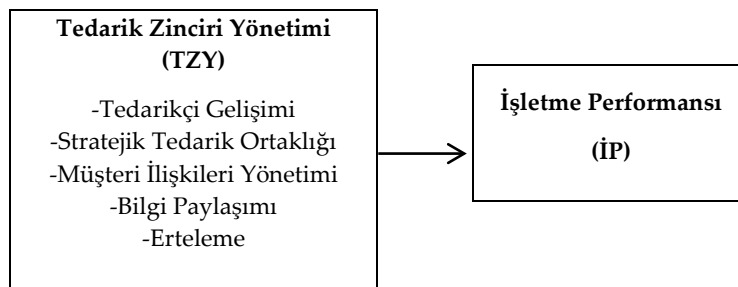 Tedarik Zinciri Yönetimi
(TZY)
-Tedarikçi Gelişimi
-Stratejik Tedarik Ortaklığı
-Müşteri İlişkileri Yönetimi
-Bilgi Paylaşımı
-Erteleme
İşletme Performansı
(İP)